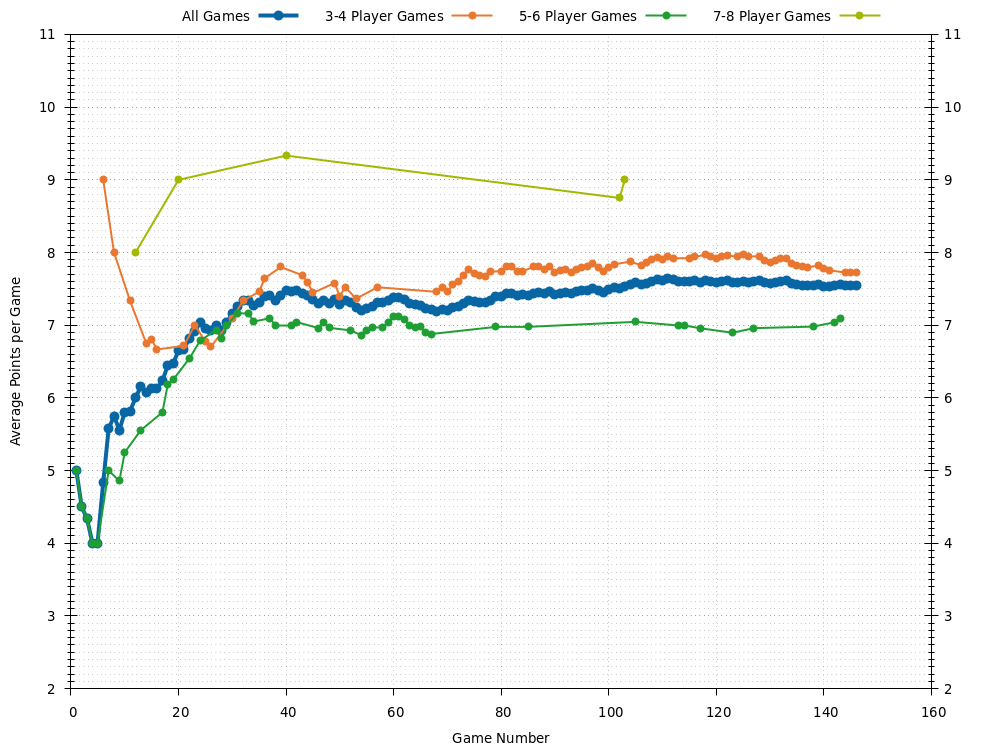 All Games 3-4 Player Games 5-6 Player Games 7-8 Player Games
11 11
10 10
9 9
8 8
7 7
6 6
5 5
4 4
3 3
2 2
0 20 40 60 80 100 120 140 160
Average Points per Game
Game Number